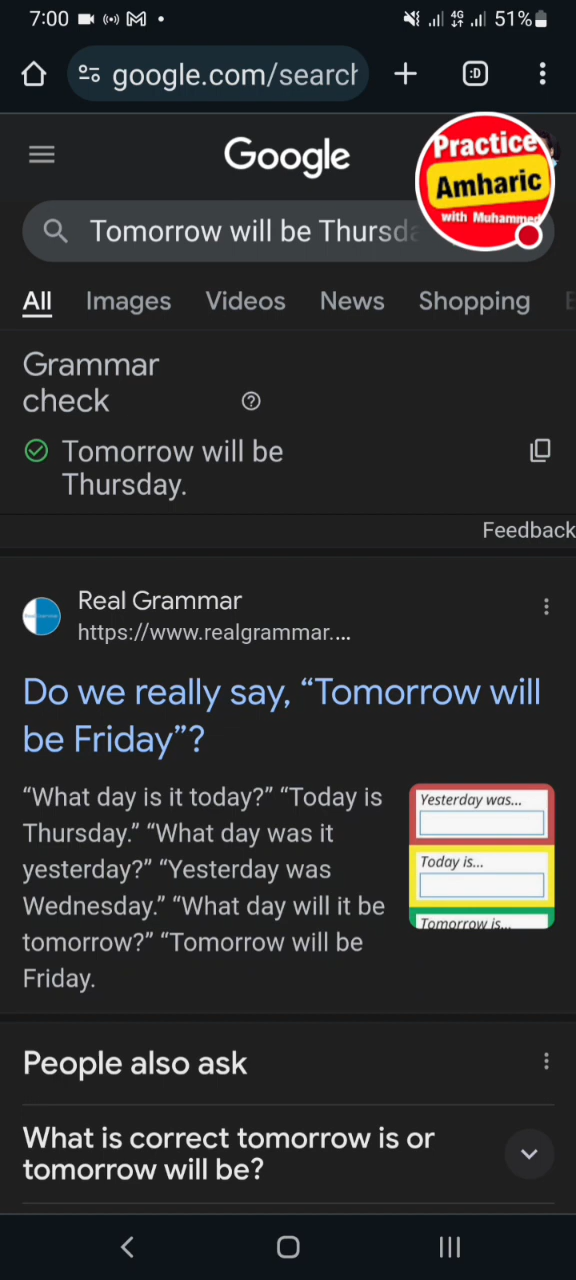 7:00
4G
51%
google.com/search
:D
Google
Practice
Amharic
with Muhammed
Tomorrow will be Thursda
All Images Videos News Shopping
Grammar
check
Tomorrow will be
Thursday.
Feedback
Real Grammar
https://www.realgrammar....
Do we really say, “Tomorrow will
be Friday”?
“What day is it today?” “Today is
Thursday.” “What day was it
yesterday?” “Yesterday was
Wednesday.” “What day will it be
tomorrow?” “Tomorrow will be
Friday.
Yesterday was...
Today is...
Tomorrow is...
People also ask
What is correct tomorrow is or
tomorrow will be?